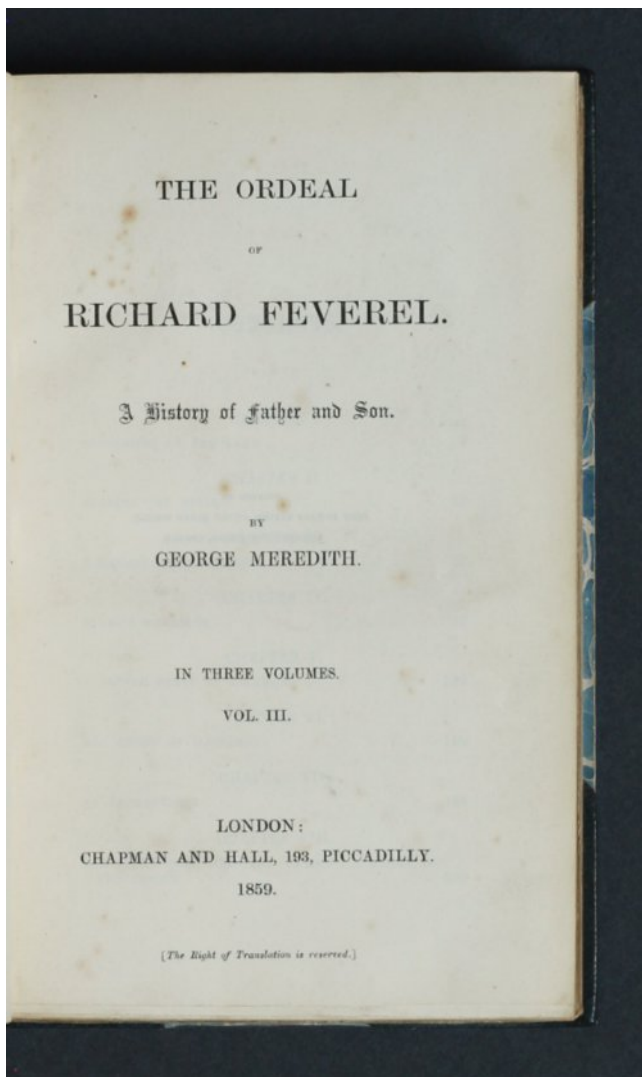 THE ORDEAL
OF
RICHARD FEVEREL.
A History of Father and Son.
BY
GEORGE MEREDITH.
IN THREE VOLUMES.
VOL. III.
LONDON:
CHAPMAN AND HALL, 193, PICCADILLY.
1859.
[The Right of Translation is reserved.]